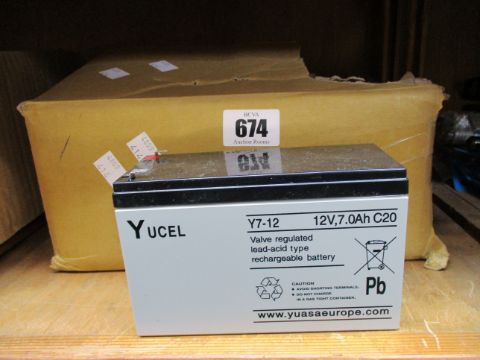 BCVA
674
Auction Rooms
YUCEL
Y7-12 12V,7.0Ah C20
Valve regulated
lead-acid type
rechargeable battery
CAUTION
AVOID SHORTING TERMINALS.
DO NOT CHARGE
IN A GAS TIGHT CONTAINER.
Pb
www.yuasaeurope.com